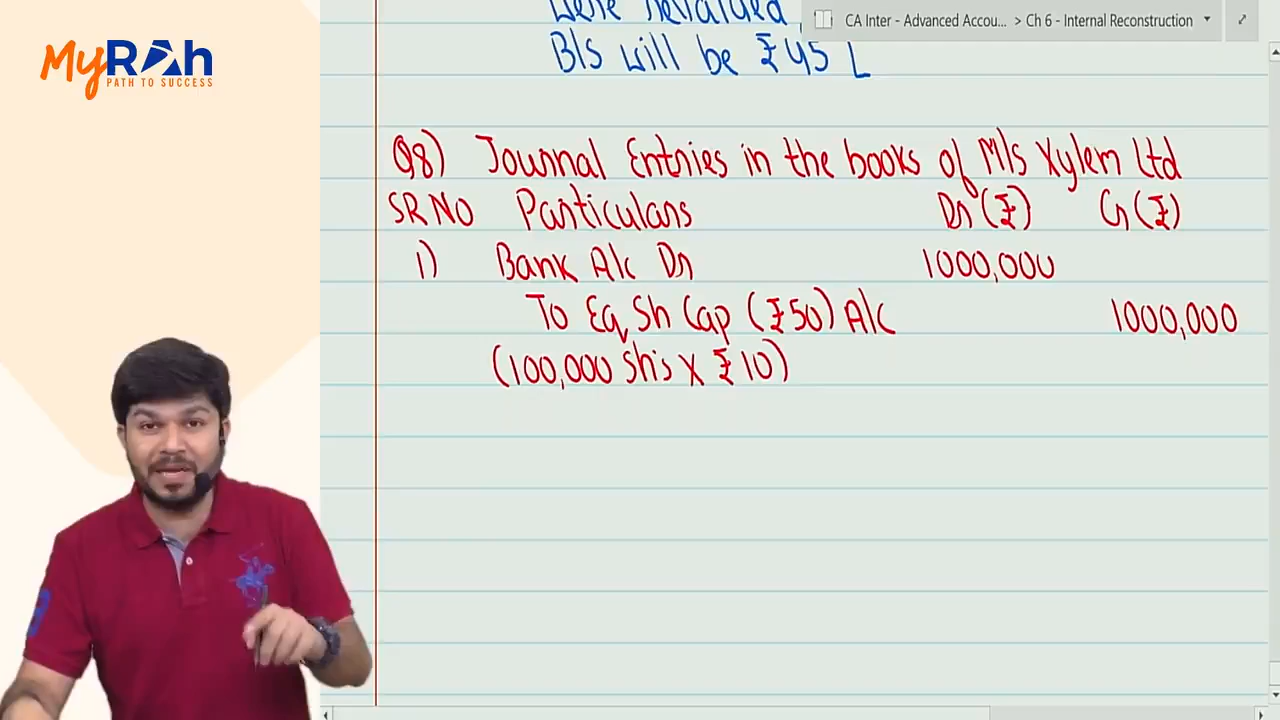 MyRAh
PATH TO SUCCESS
were revalued
CA Inter - Advanced Accou... > Ch 6 - Internal Reconstruction
B/s will be ₹45 L
Q8) Journal Entries in the books of M/s Xylem Ltd
SR NO Particulars Dr (₹) Cr (₹)
1) Bank A/c Dr 1000,000
To Eq Sh Cap (₹50) A/c 1000,000
(100,000 sh's X ₹10)